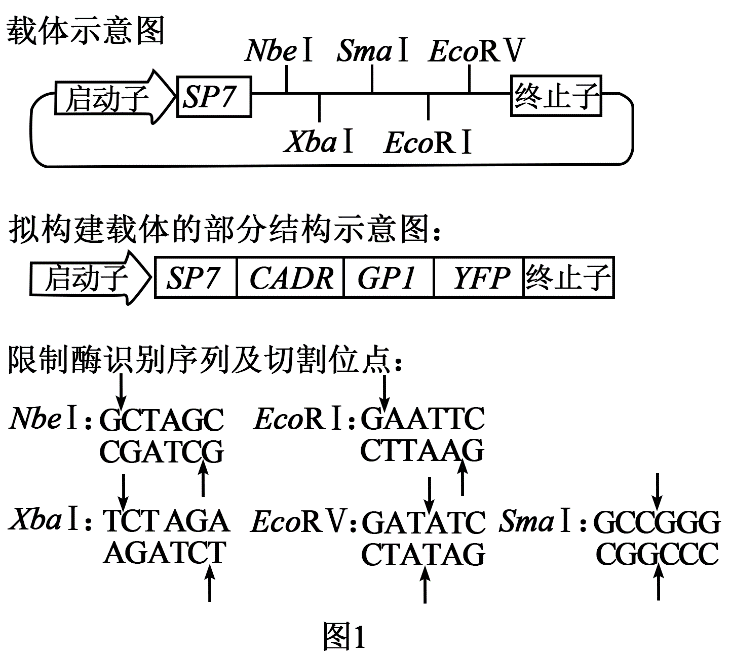 载体示意图
NbeⅠ SmaⅠ EcoRⅤ
启动子 SP7 终止子
XbaⅠ EcoRⅠ
拟构建载体的部分结构示意图：
启动子 SP7 CADR GP1 YFP 终止子
限制酶识别序列及切割位点：
NbeⅠ：GCTAGC EcoRⅠ：GAATTC
CGATCG CTTAAG
XbaⅠ：TCTAGA EcoRⅤ：GATATC SmaⅠ：GCCGGG
AGATCT CTATAG CGGCCC
图1